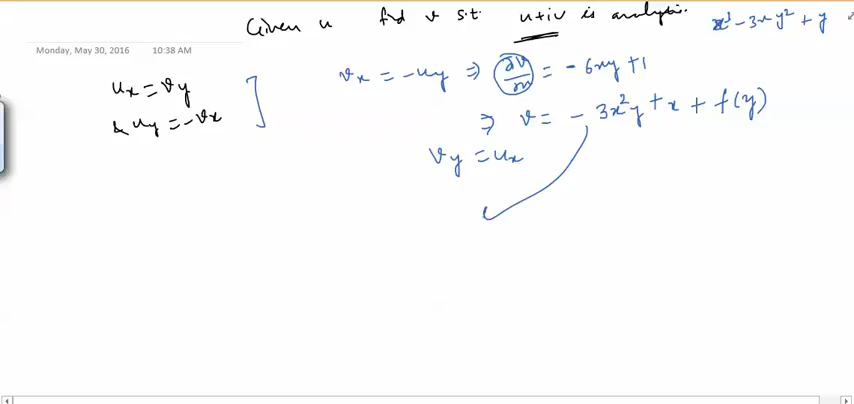 Given u find v s.t. u+iv is analytic. x³ - 3xy² + y
Monday, May 30, 2016 10:38 AM
vx = -uy ⇒ ∂v/∂x = -6xy + 1
ux = vy
& uy = -vx
⇒ v = - 3x²y + x + f(y)
vy = ux